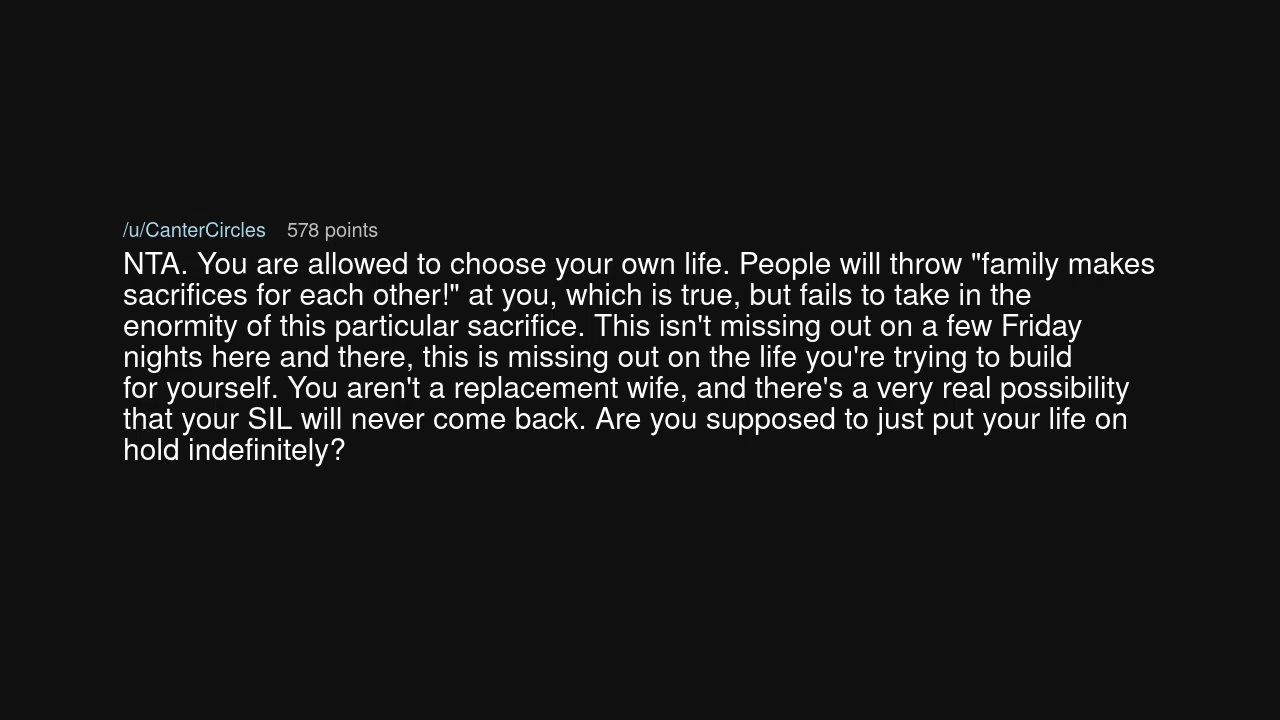 /u/CanterCircles 578 points
NTA. You are allowed to choose your own life. People will throw "family makes
sacrifices for each other!" at you, which is true, but fails to take in the
enormity of this particular sacrifice. This isn't missing out on a few Friday
nights here and there, this is missing out on the life you're trying to build
for yourself. You aren't a replacement wife, and there's a very real possibility
that your SIL will never come back. Are you supposed to just put your life on
hold indefinitely?